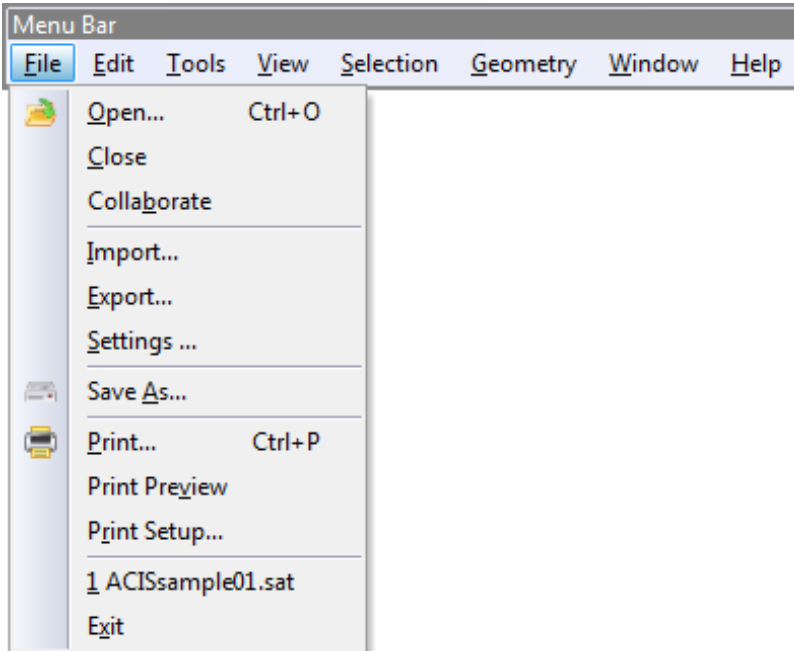 Menu Bar
File Edit Tools View Selection Geometry Window Help
Open... Ctrl+O
Close
Collaborate
Import...
Export...
Settings ...
Save As...
Print... Ctrl+P
Print Preview
Print Setup...
1 ACISsample01.sat
Exit